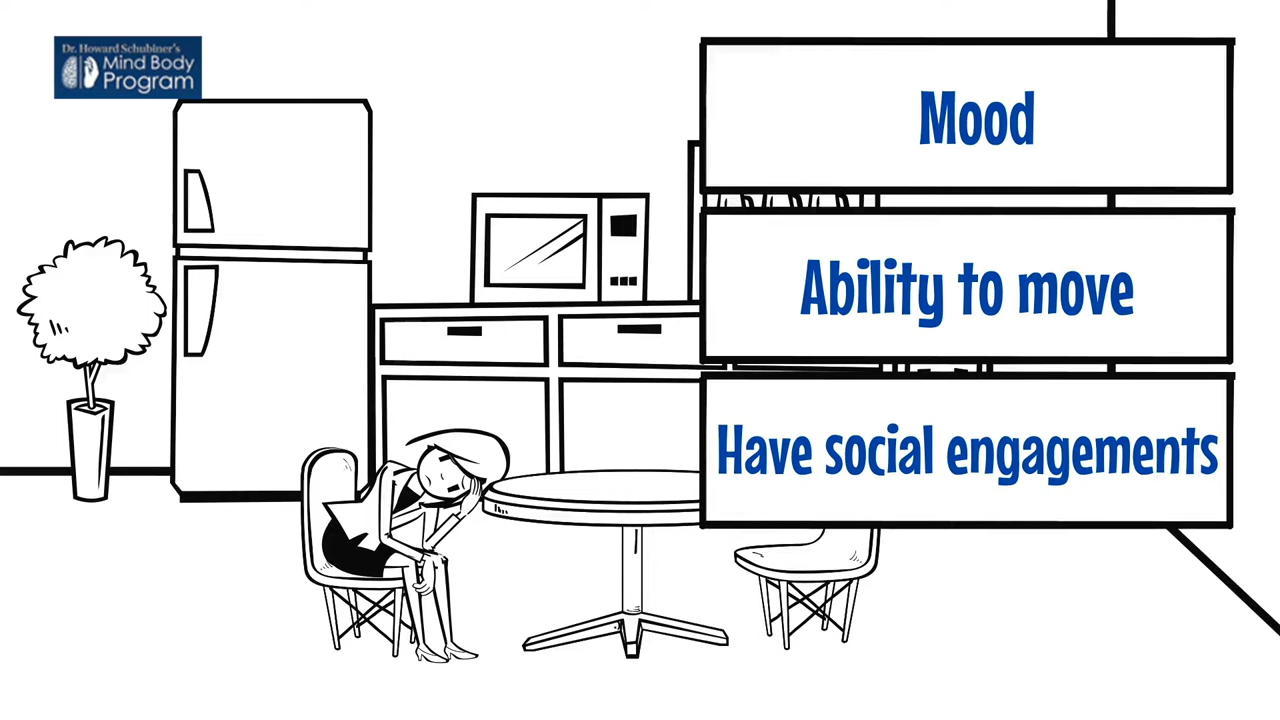 Dr. Howard Schubiner's
Mind Body
Program
Mood
Ability to move
Have social engagements